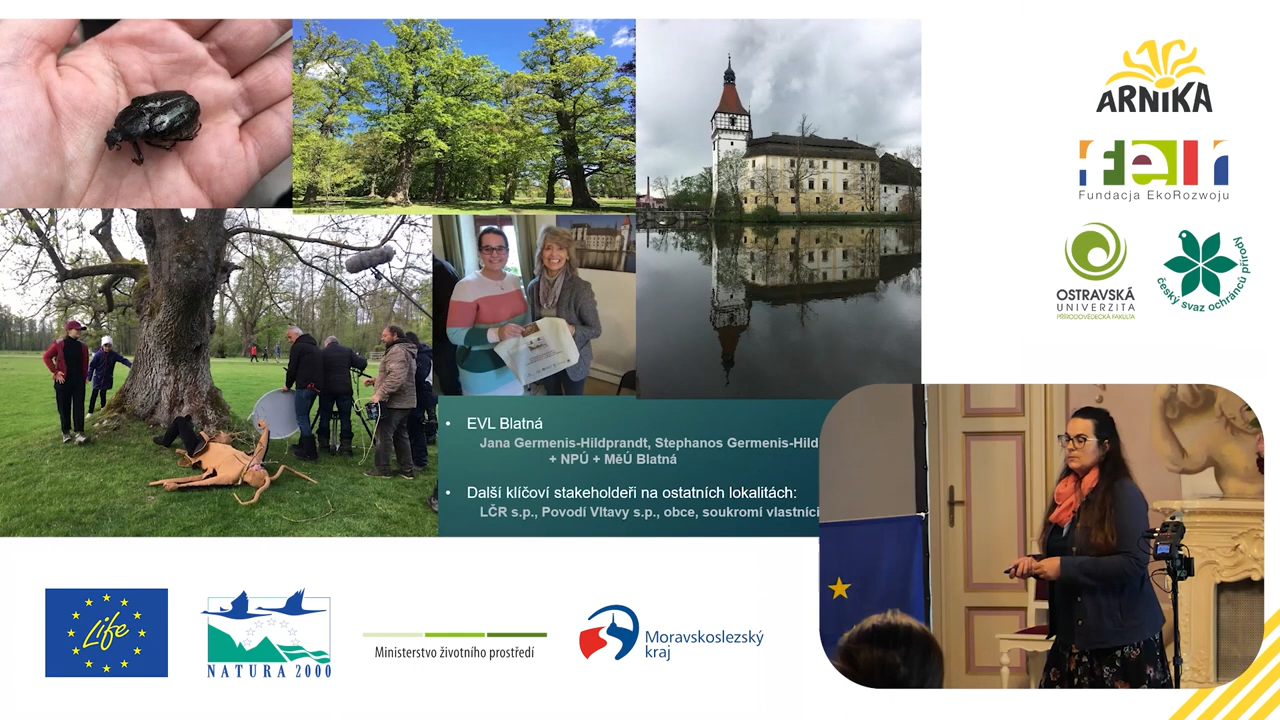 ARNIKA
feri
Fundacja EkoRozwoju
OSTRAVSKÁ
UNIVERZITA
PŘÍRODOVĚDECKÁ FAKULTA
český svaz ochránců přírody
• EVL Blatná
Jana Germenis-Hildprandt, Stephanos Germenis-Hild
+ NPÚ + MěÚ Blatná
• Další klíčoví stakeholdeři na ostatních lokalitách:
LČR s.p., Povodí Vltavy s.p., obce, soukromí vlastníci
Life
NATURA 2000
Ministerstvo životního prostředí
Moravskoslezský
kraj